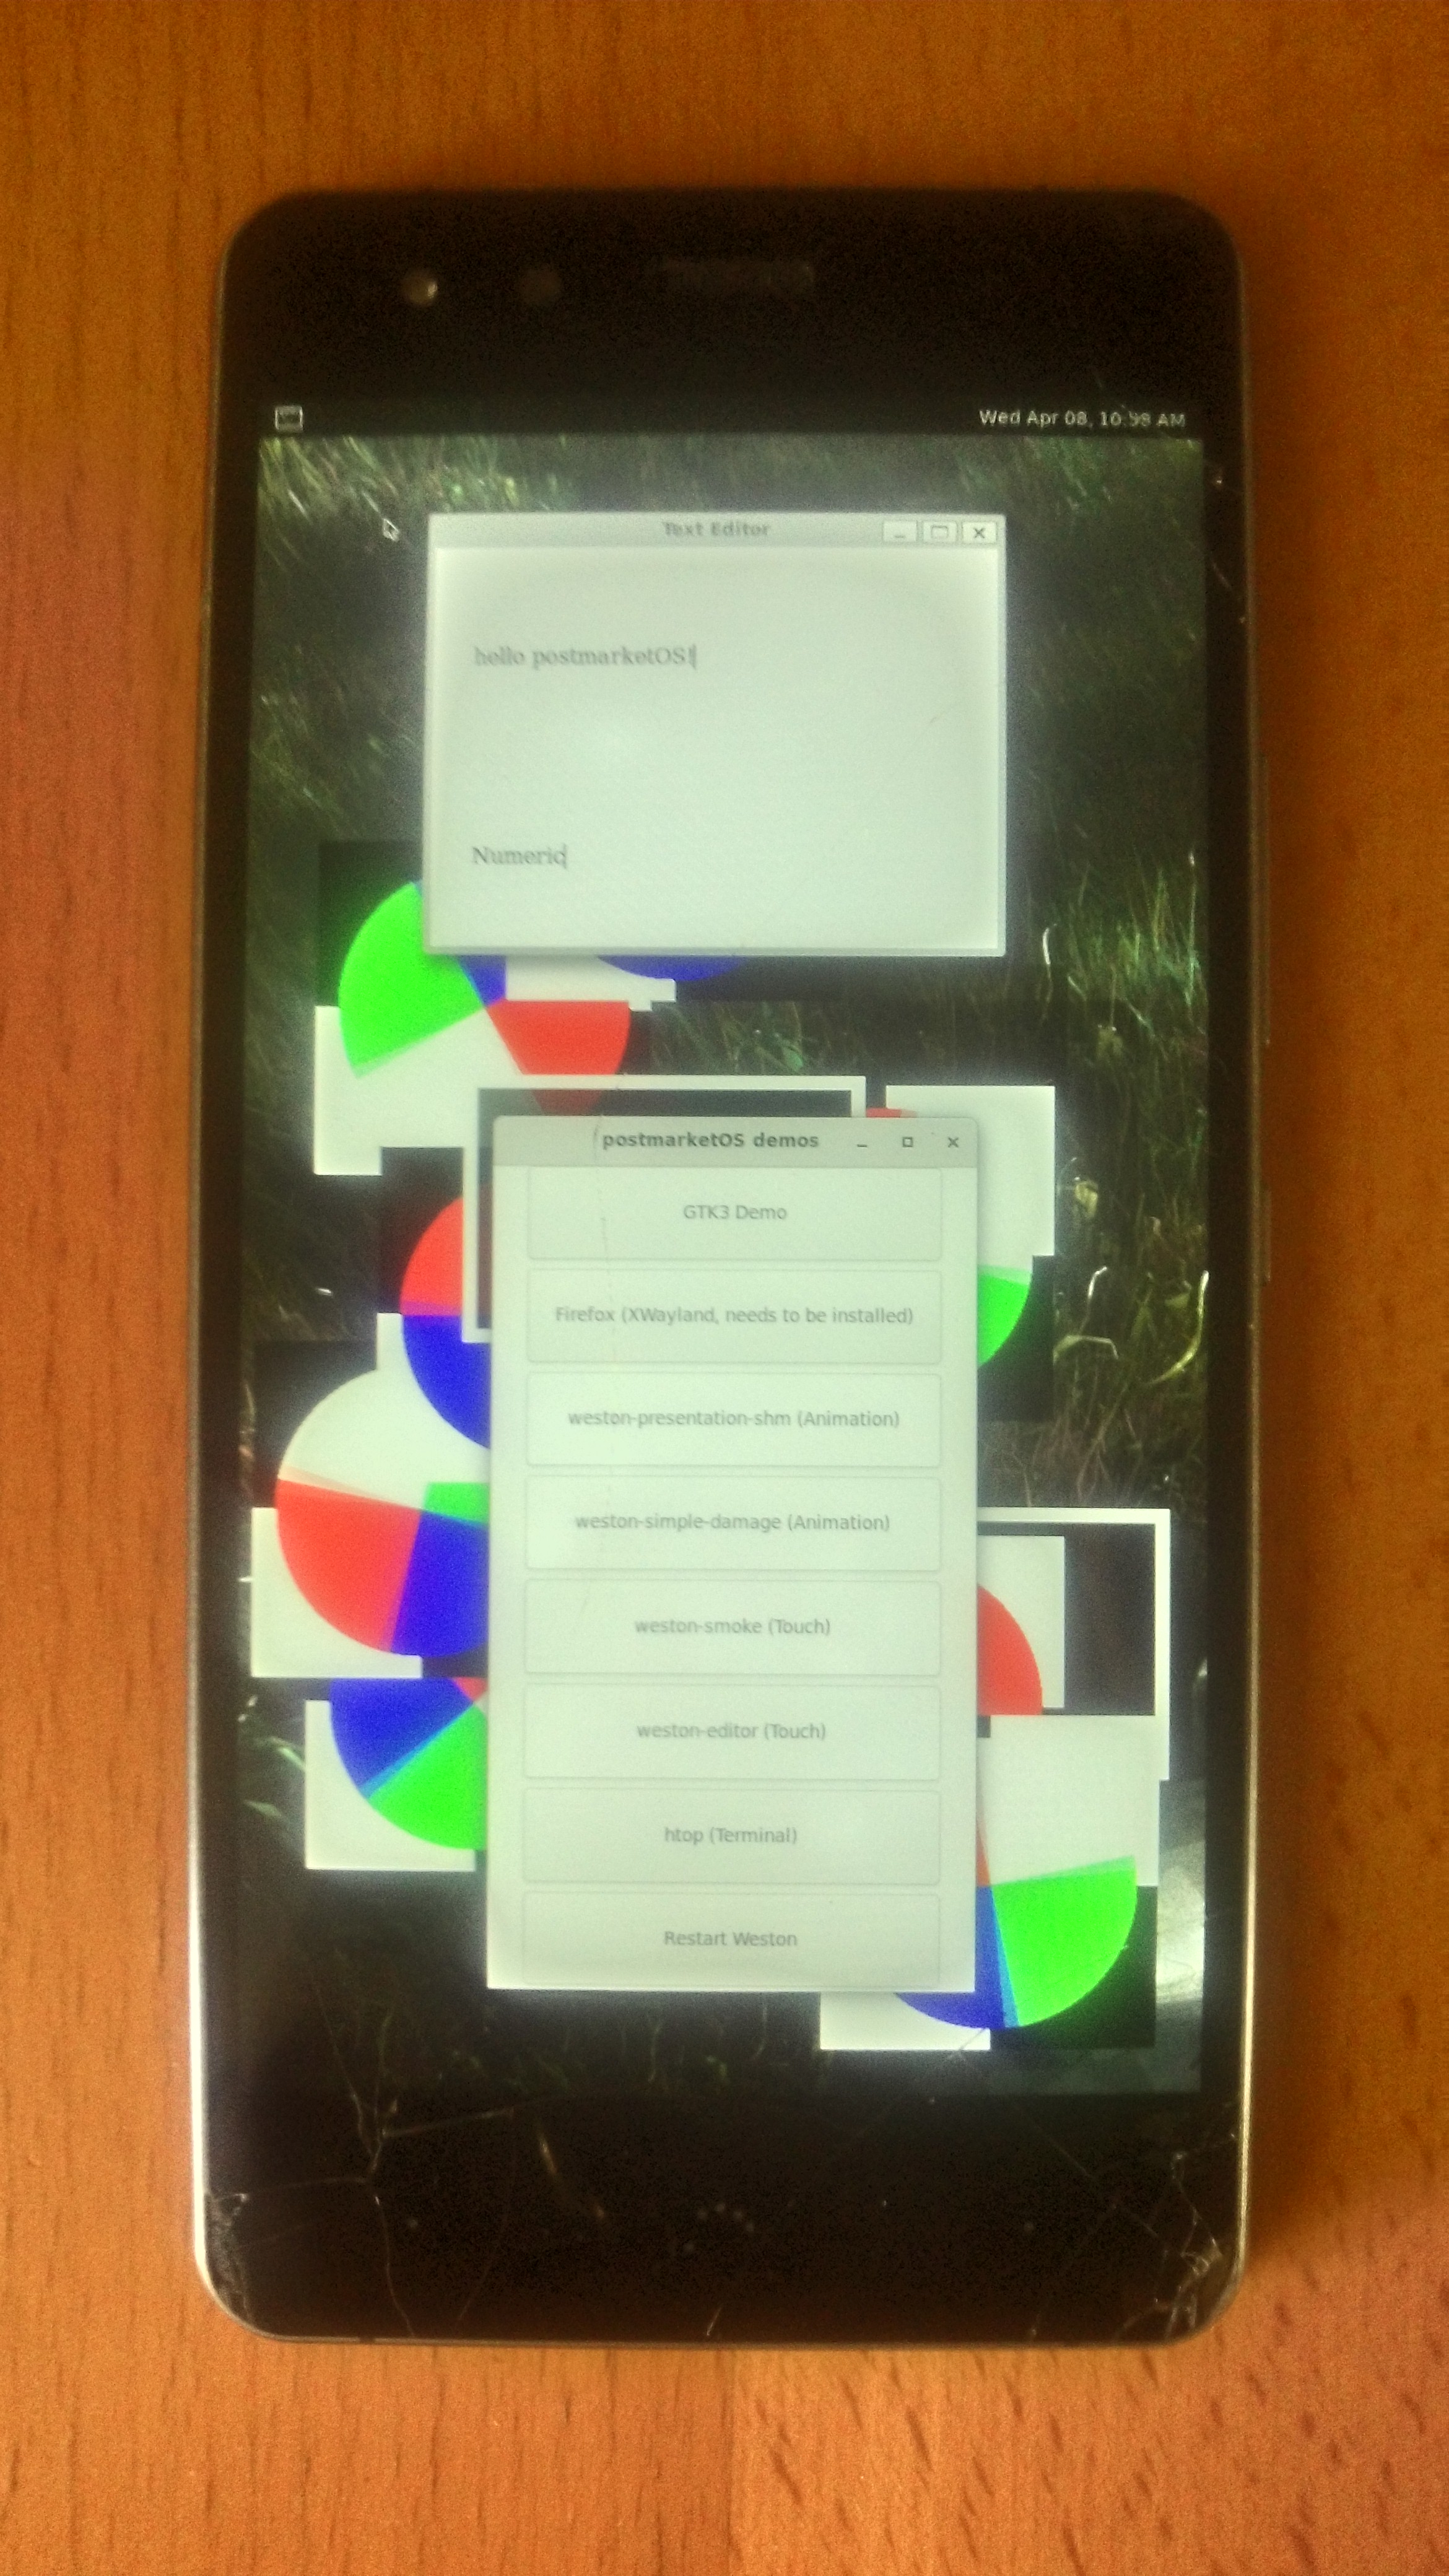 Wed Apr 08, 10:59 AM
Text Editor
hello postmarketOS!
Numeric
postmarketOS demos
GTK3 Demo
Firefox (XWayland, needs to be installed)
weston-presentation-shm (Animation)
weston-simple-damage (Animation)
weston-smoke (Touch)
weston-editor (Touch)
htop (Terminal)
Restart Weston